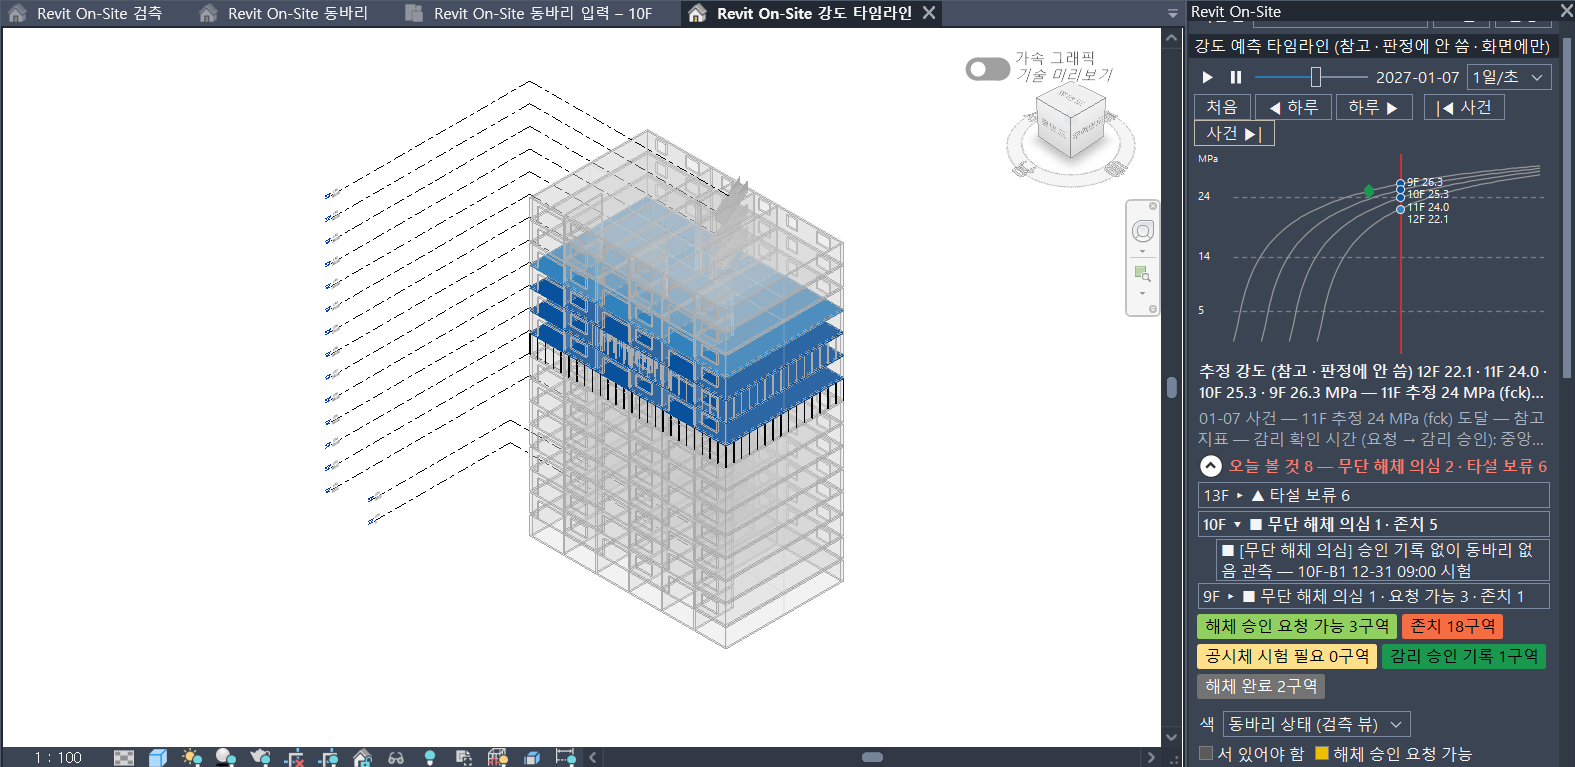 Revit On-Site 검측
Revit On-Site 동바리
Revit On-Site 동바리 입력 – 10F
Revit On-Site 강도 타임라인
가속 그래픽
기술 미리보기
1 : 100
Revit On-Site
강도 예측 타임라인 (참고 · 판정에 안 씀 · 화면에만)
2027-01-07
1일/초
처음
◀ 하루
하루 ▶
|◀ 사건
사건 ▶|
MPa
24
14
5
9F 26.3
10F 25.3
11F 24.0
12F 22.1
추정 강도 (참고 · 판정에 안 씀) 12F 22.1 · 11F 24.0 ·
10F 25.3 · 9F 26.3 MPa — 11F 추정 24 MPa (fck)...
01-07 사건 — 11F 추정 24 MPa (fck) 도달 — 참고
지표 — 감리 확인 시간 (요청 → 감리 승인): 중앙...
오늘 볼 것 8 — 무단 해체 의심 2 · 타설 보류 6
13F ▸ ▲ 타설 보류 6
10F ▾ ■ 무단 해체 의심 1 · 존치 5
■ [무단 해체 의심] 승인 기록 없이 동바리 없
음 관측 — 10F-B1 12-31 09:00 시험
9F ▸ ■ 무단 해체 의심 1 · 요청 가능 3 · 존치 1
해체 승인 요청 가능 3구역
존치 18구역
공시체 시험 필요 0구역
감리 승인 기록 1구역
해체 완료 2구역
색
동바리 상태 (검측 뷰)
서 있어야 함
해체 승인 요청 가능